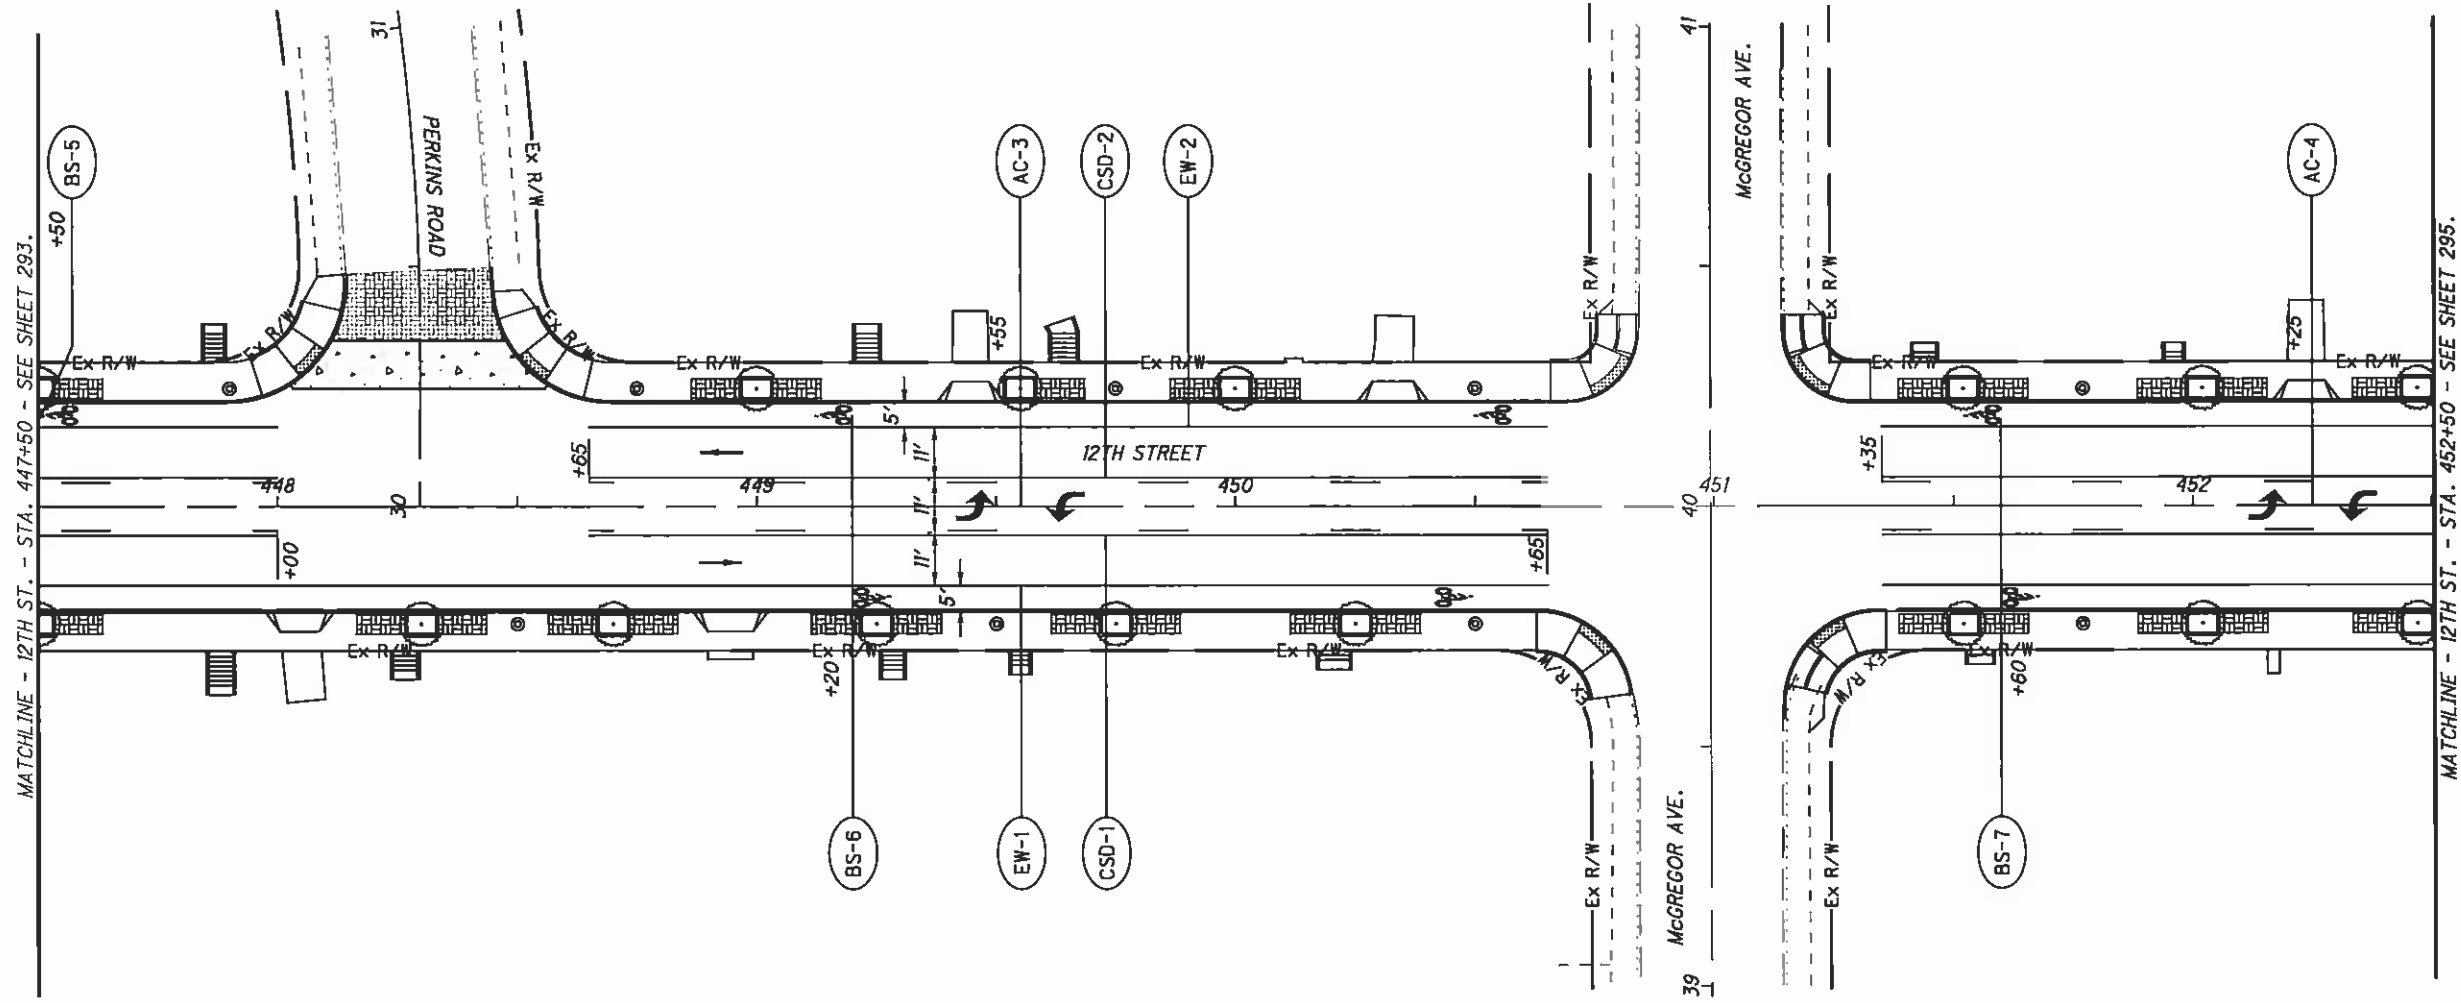 MATCHLINE - 12TH ST. - STA. 447+50 - SEE SHEET 293.
BS-5
+50
Ex R/W
Ex R/W
31
PERKINS ROAD
Ex R/W
Ex R/W
30
448
+00
+65
Ex R/W
449
AC-3
CSD-2
EW-2
+55
Ex R/W
5'
11'
11'
11'
5'
12TH STREET
450
+65
Ex R/W
Ex R/W
+20
Ex R/W
Ex R/W
BS-6
EW-1
CSD-1
41
McGREGOR AVE.
Ex R/W
Ex R/W
40
451
Ex R/W
Ex R/W
McGREGOR AVE.
39
Ex R/W
Ex R/W
AC-4
+25
Ex R/W
Ex R/W
+35
452
Ex R/W
+60
BS-7
MATCHLINE - 12TH ST. - STA. 452+50 - SEE SHEET 295.